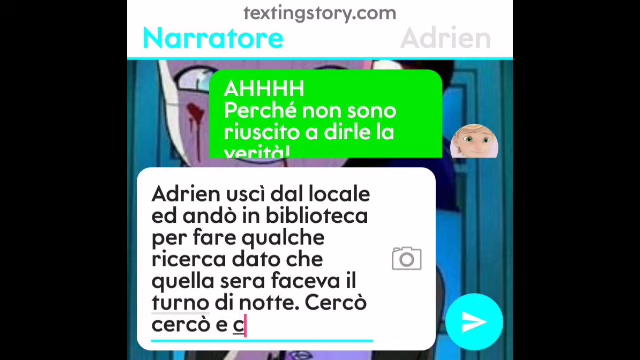 textingstory.com
Narratore Adrien
AHHHH
Perché non sono
riuscito a dirle la
verità!
Adrien uscì dal locale
ed andò in biblioteca
per fare qualche
ricerca dato che
quella sera faceva il
turno di notte. Cercò
cercò e c